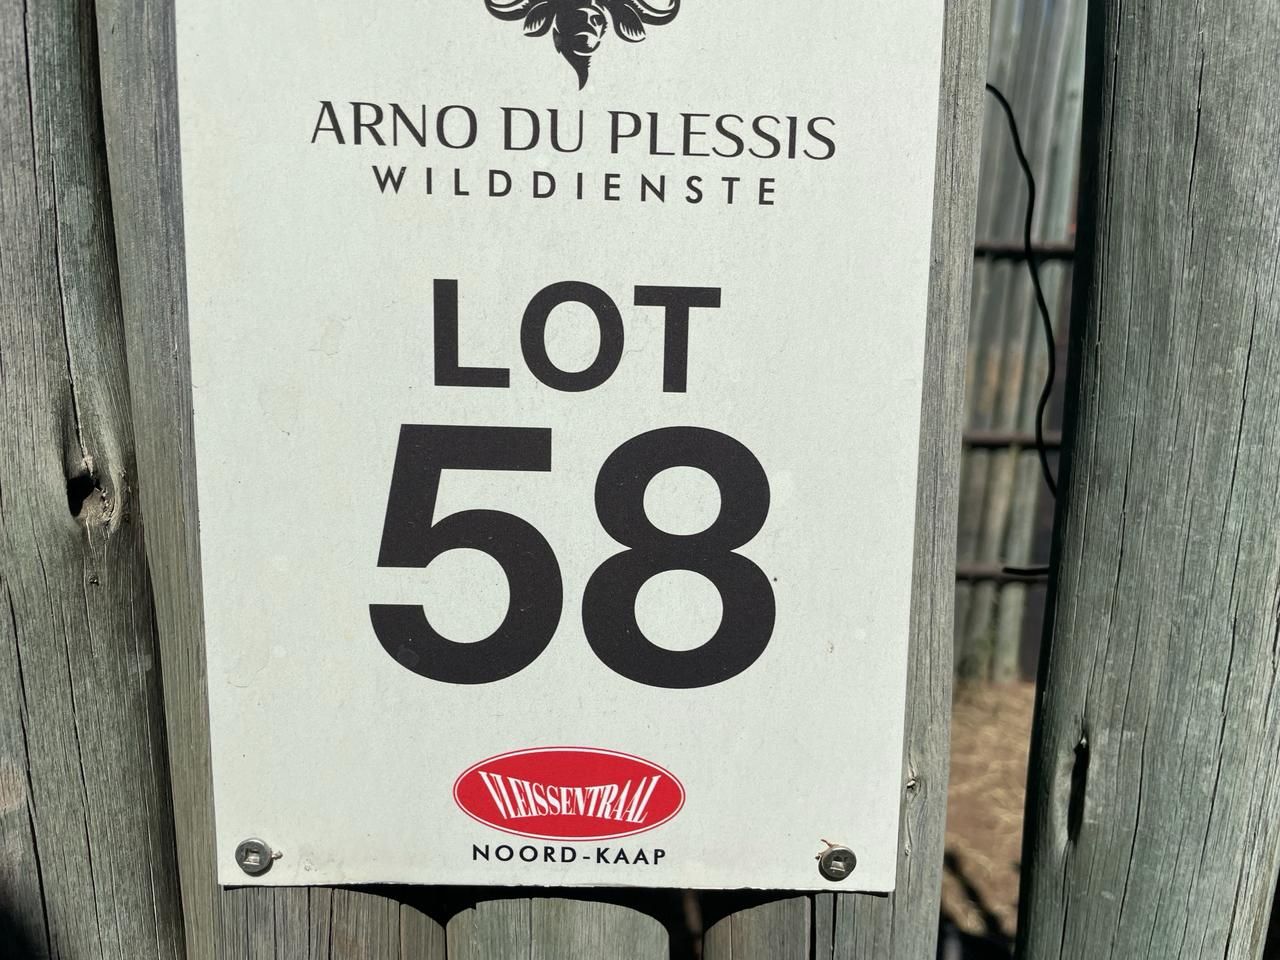 ARNO DU PLESSIS
WILDDIENSTE
LOT
58
VLEISSENTRAAL
NOORD-KAAP